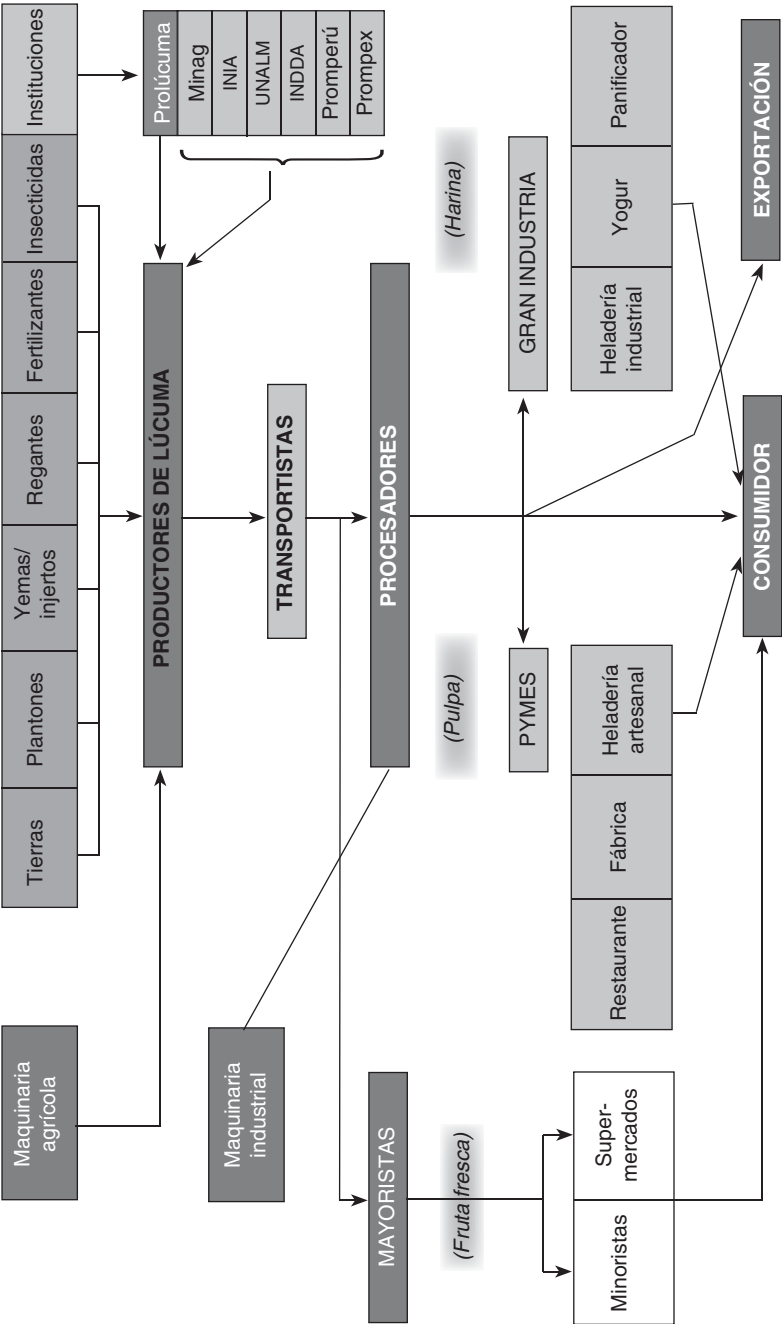 Maquinaria
agrícola
Tierras
Plantones
Yemas/
injertos
Regantes
Fertilizantes
Insecticidas
Instituciones
Prolúcuma
Minag
INIA
UNALM
INDDA
Promperú
Prompex
PRODUCTORES DE LÚCUMA
Maquinaria
industrial
TRANSPORTISTAS
MAYORISTAS
PROCESADORES
(Fruta fresca)
(Pulpa)
(Harina)
PYMES
GRAN INDUSTRIA
Minoristas
Super-
mercados
Restaurante
Fábrica
Heladería
artesanal
Heladería
industrial
Yogur
Panificador
CONSUMIDOR
EXPORTACIÓN